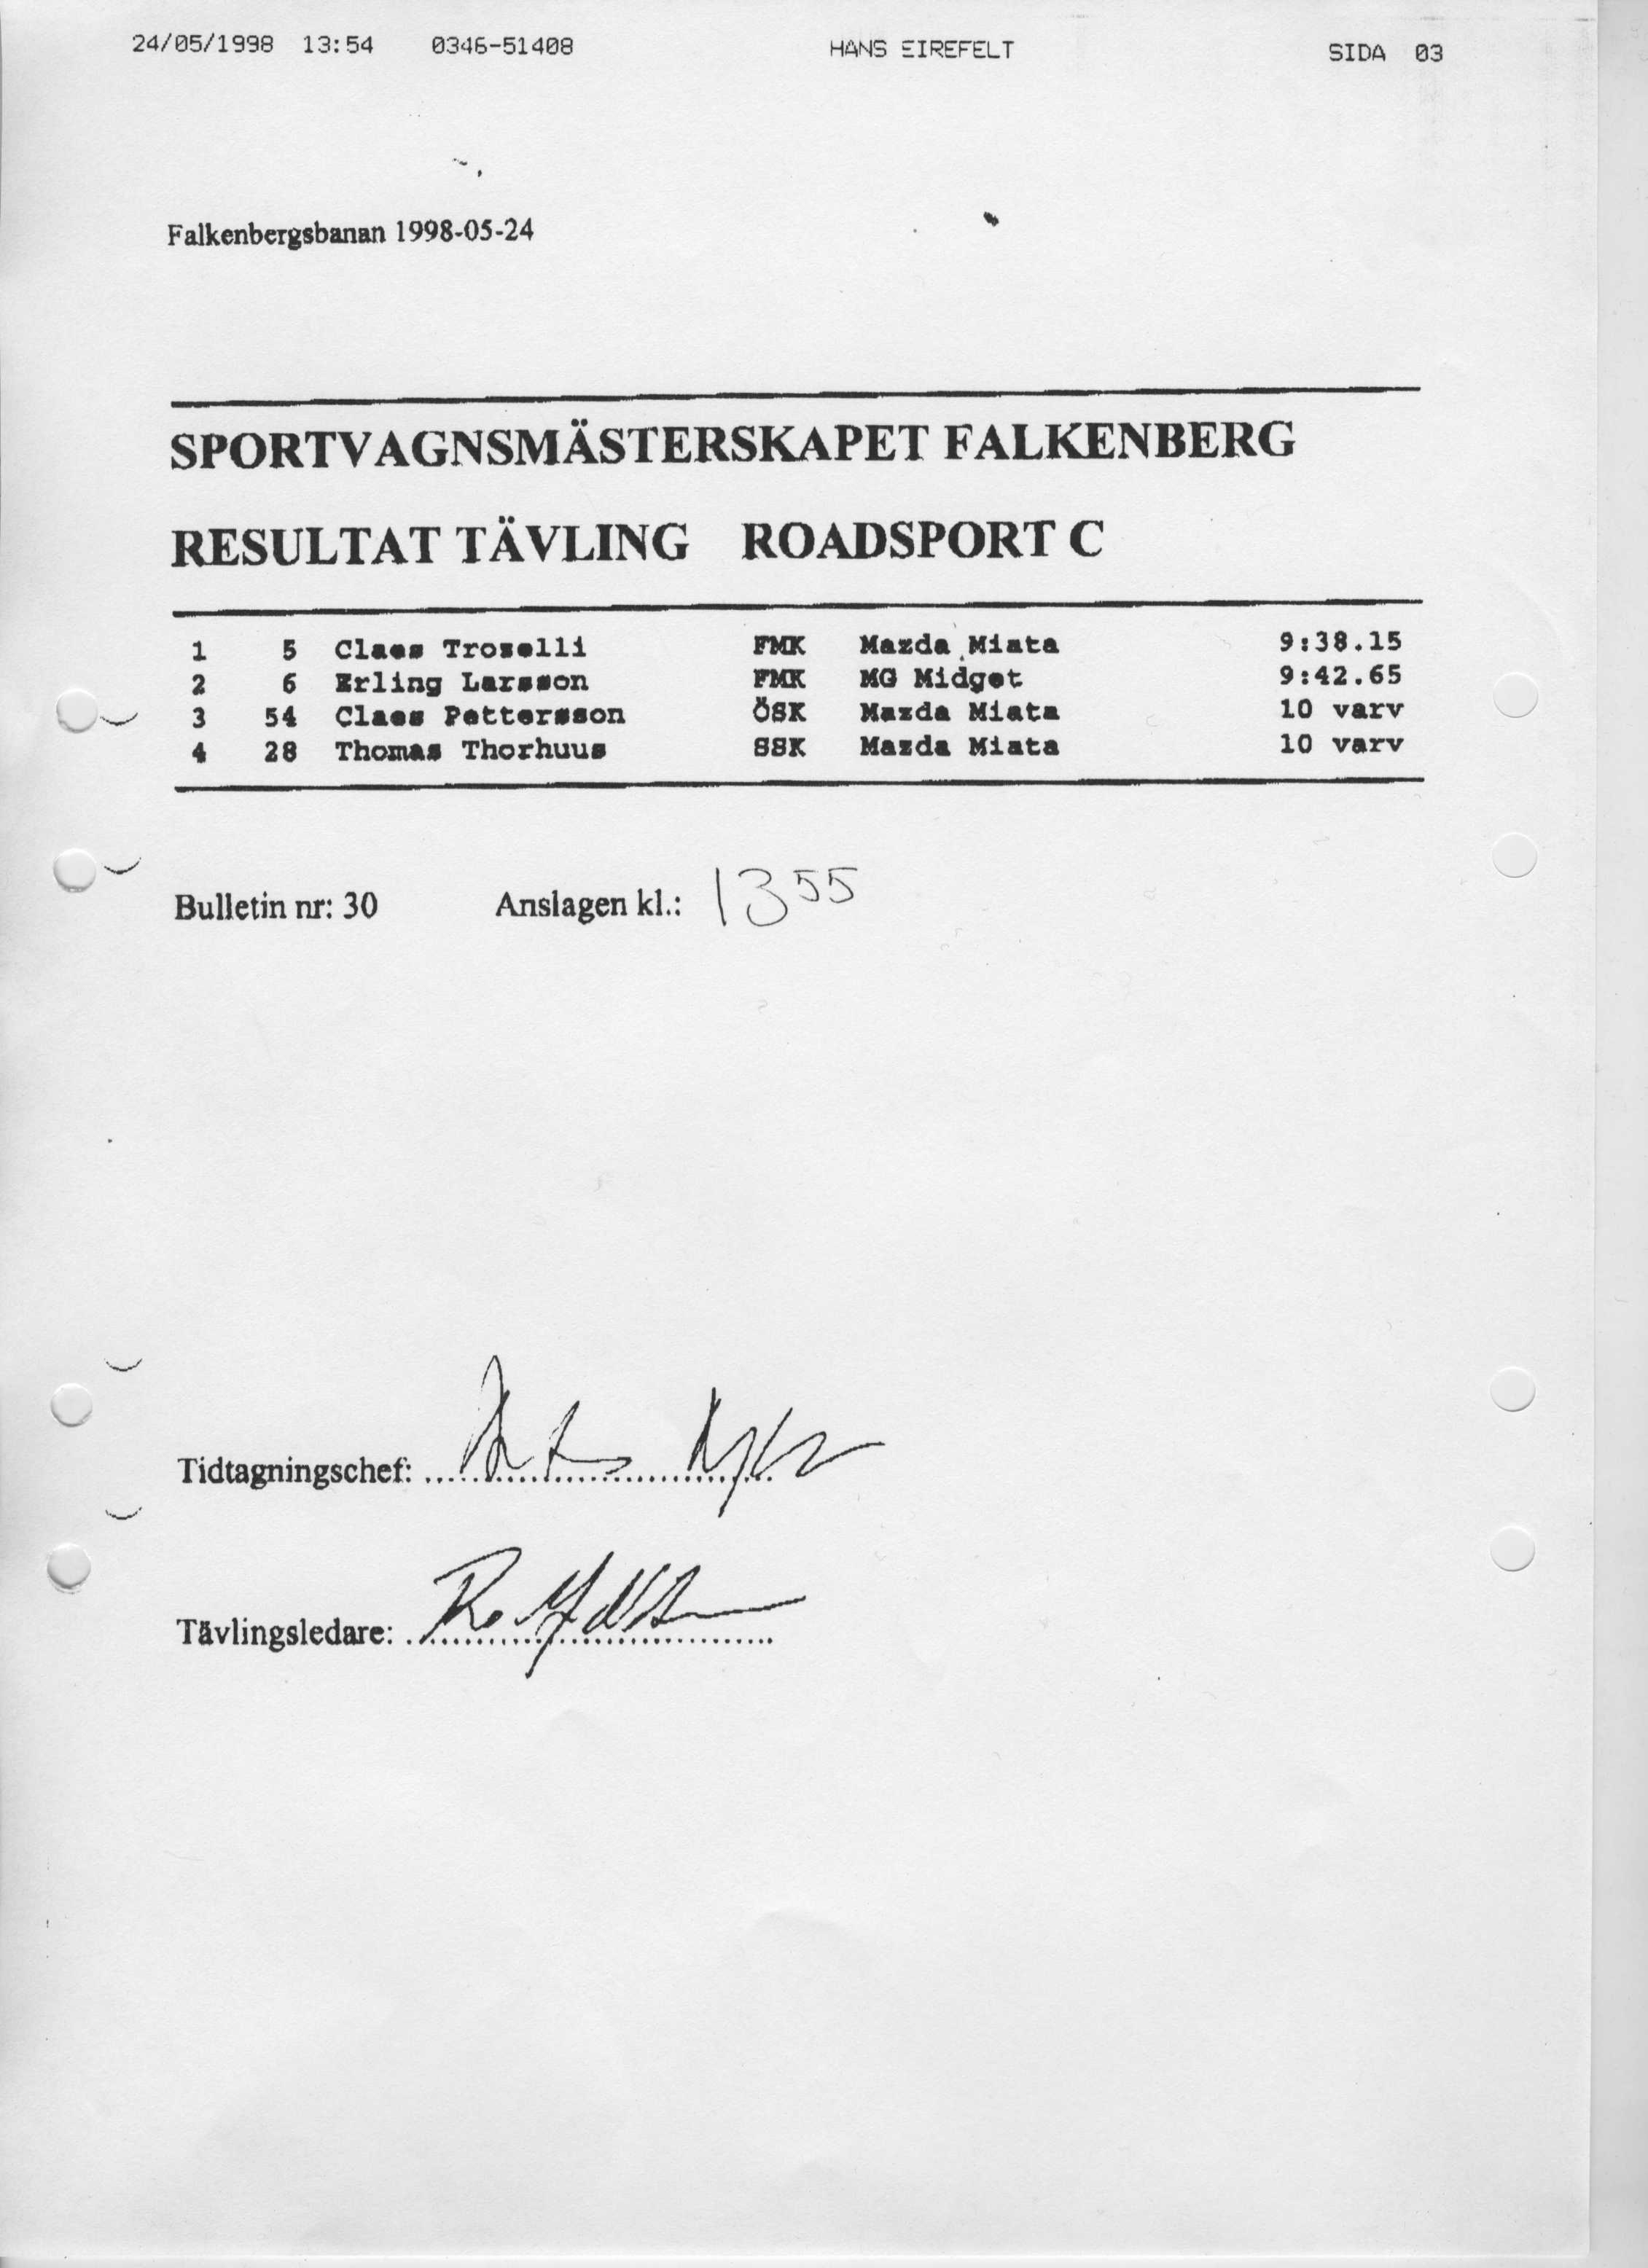 24/05/1998 13:54 0346-51408 HANS EIREFELT SIDA 03
Falkenbergsbanan 1998-05-24
SPORTVAGNSMÄSTERSKAPET FALKENBERG
RESULTAT TÄVLING ROADSPORT C
1 5 Claes Troselli FMK Mazda Miata 9:38.15
2 6 Erling Larsson FMK MG Midget 9:42.65
3 54 Claes Pettersson ÖSK Mazda Miata 10 varv
4 28 Thomas Thorhuus SSK Mazda Miata 10 varv
Bulletin nr: 30 Anslagen kl.: 13 55
Tidtagningschef:
Tävlingsledare: